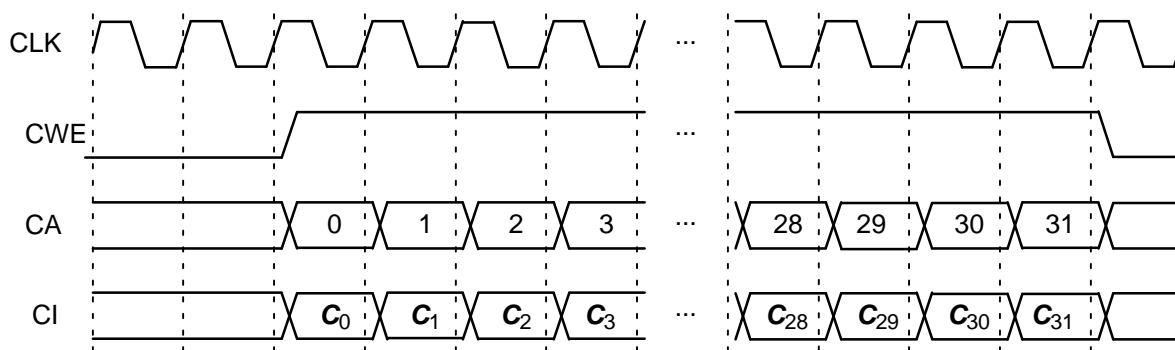 CLK ...
CWE ...
CA 0 1 2 3 ... 28 29 30 31
CI C0 C1 C2 C3 ... C28 C29 C30 C31